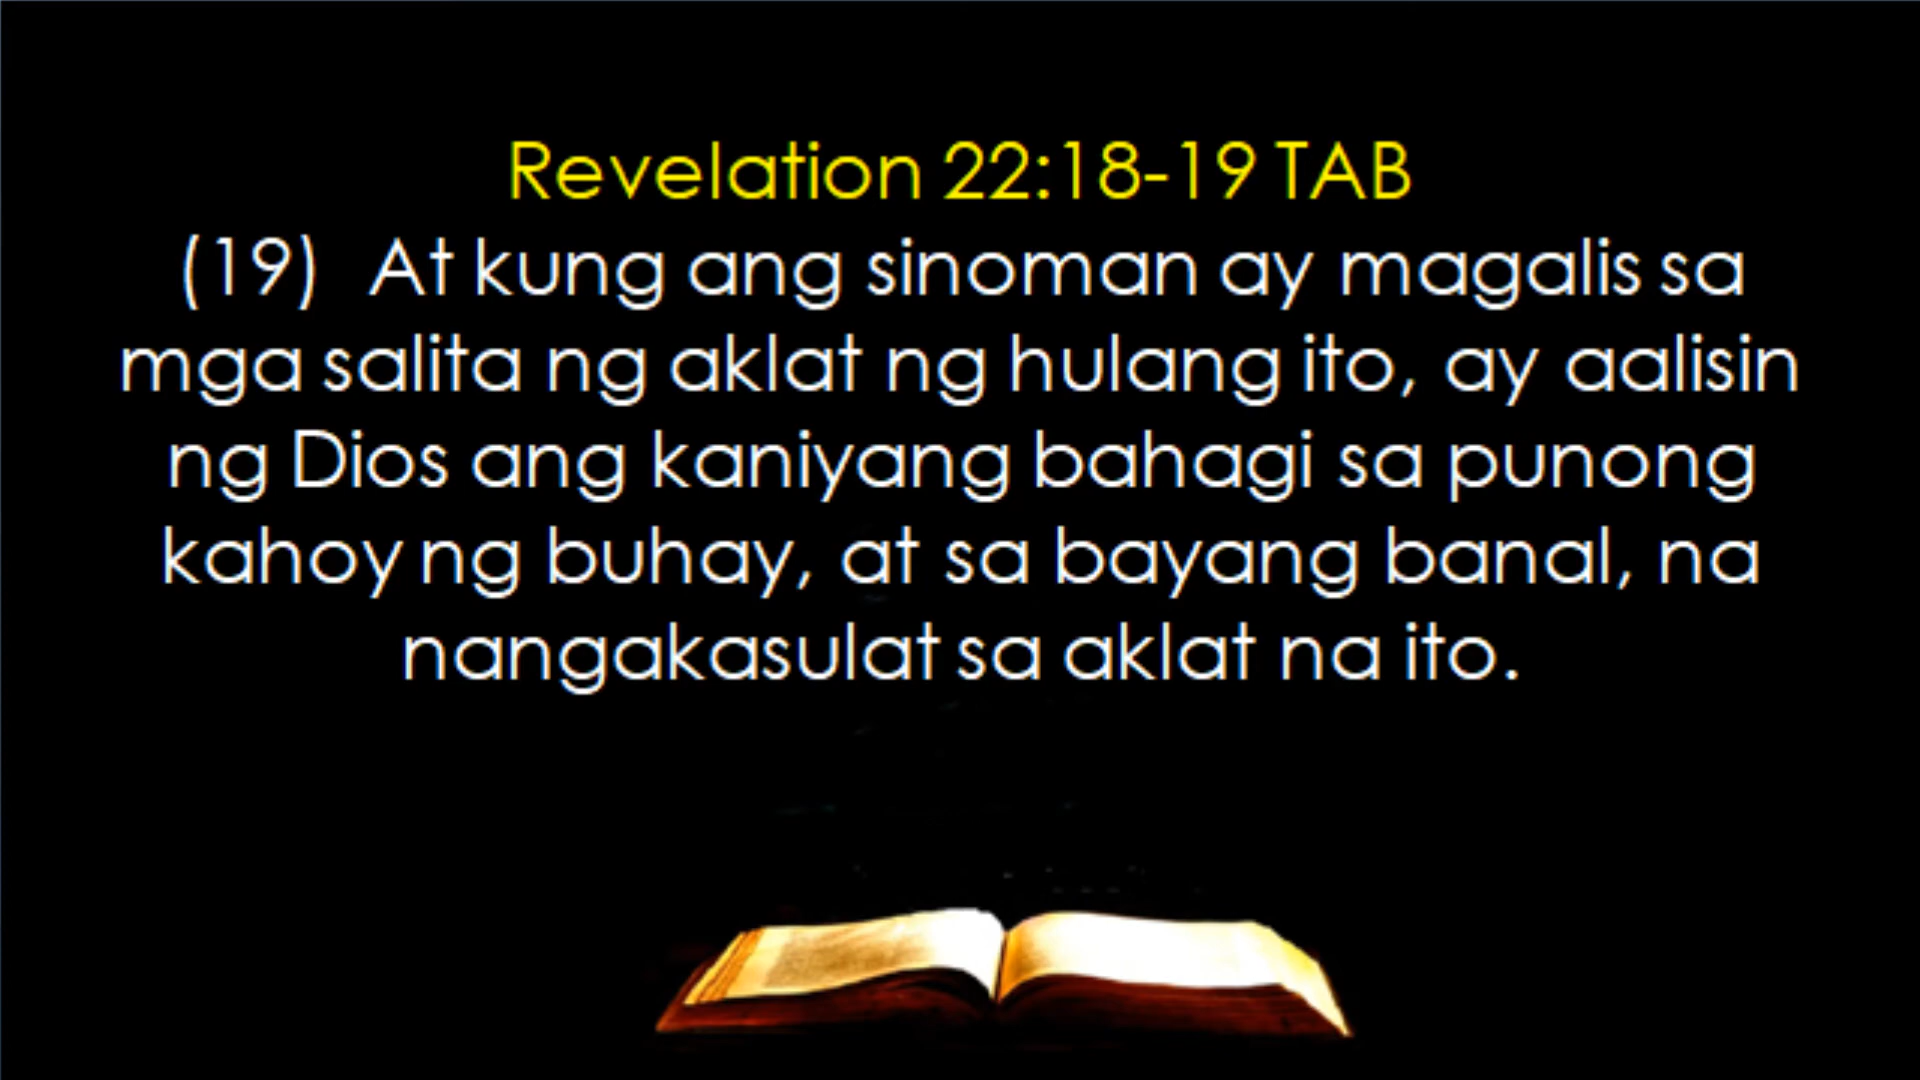 Revelation 22:18-19 TAB
(19) At kung ang sinoman ay magalis sa
mga salita ng aklat ng hulang ito, ay aalisin
ng Dios ang kaniyang bahagi sa punong
kahoy ng buhay, at sa bayang banal, na
nangakasulat sa aklat na ito.